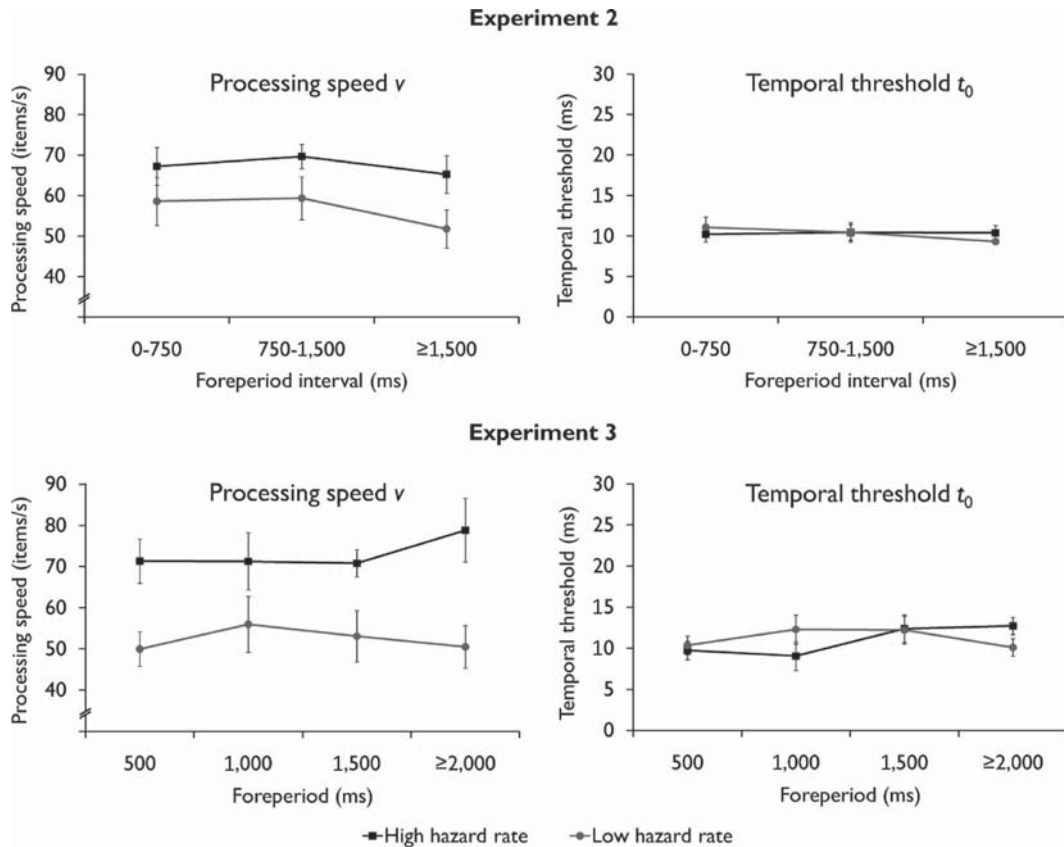 Experiment 2
Processing speed v
Processing speed (items/s)
90
80
70
60
50
40
0-750
750-1,500
≥1,500
Foreperiod interval (ms)
Temporal threshold t0
Temporal threshold (ms)
30
25
20
15
10
5
0
0-750
750-1,500
≥1,500
Foreperiod interval (ms)
Experiment 3
Processing speed v
Processing speed (items/s)
90
80
70
60
50
40
500
1,000
1,500
≥2,000
Foreperiod (ms)
Temporal threshold t0
Temporal threshold (ms)
30
25
20
15
10
5
0
500
1,000
1,500
≥2,000
Foreperiod (ms)
High hazard rate
Low hazard rate